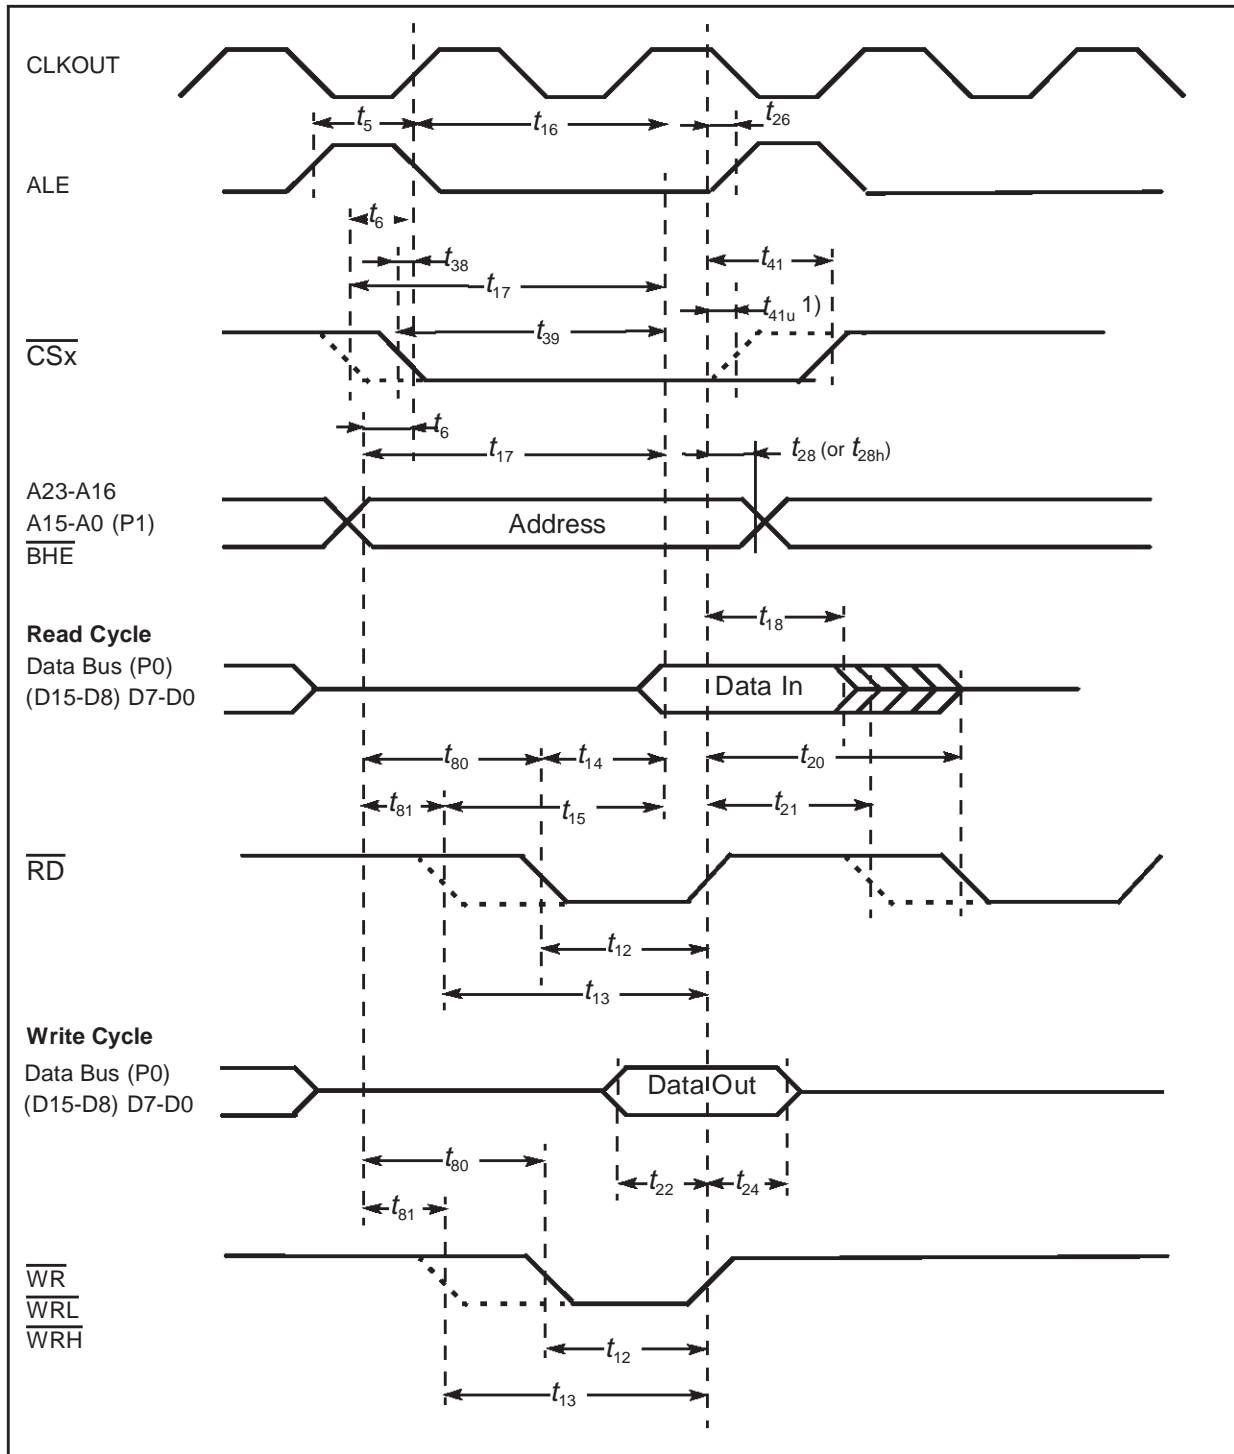 CLKOUT
t5 t16 t26
ALE
t6
t38 t41
t17
t41u 1)
t39
CSx
t6
t17 t28 (or t28h)
A23-A16
A15-A0 (P1) Address
BHE
t18
Read Cycle
Data Bus (P0)
(D15-D8) D7-D0 Data In
t80 t14 t20
t81 t15 t21
RD
t12
t13
Write Cycle
Data Bus (P0)
(D15-D8) D7-D0 Data Out
t80
t22 t24
t81
WR
WRL
WRH
t12
t13